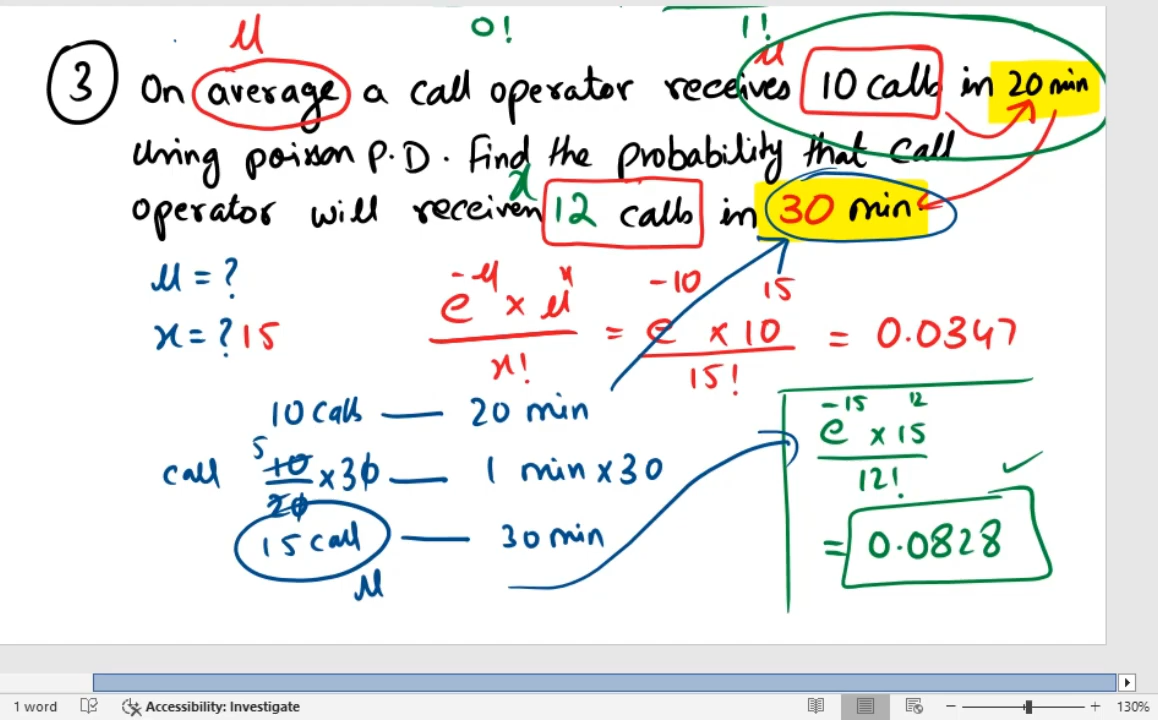 μ
0!
1!
μ
3 On average a call operator receives 10 calls in 20 min
Using poisson P.D. Find the probability that call
x
operator will receiven 12 calls in 30 min
μ = ?
x = ? 15
e^-μ × μ^x / x! = e^-10 × 10^15 / 15! = 0.0347
10 calls — 20 min
call 5 10/20 × 30 — 1 min × 30
15 call — 30 min
μ
e^-15 × 15^12 / 12!
= 0.0828
1 word Accessibility: Investigate 130%